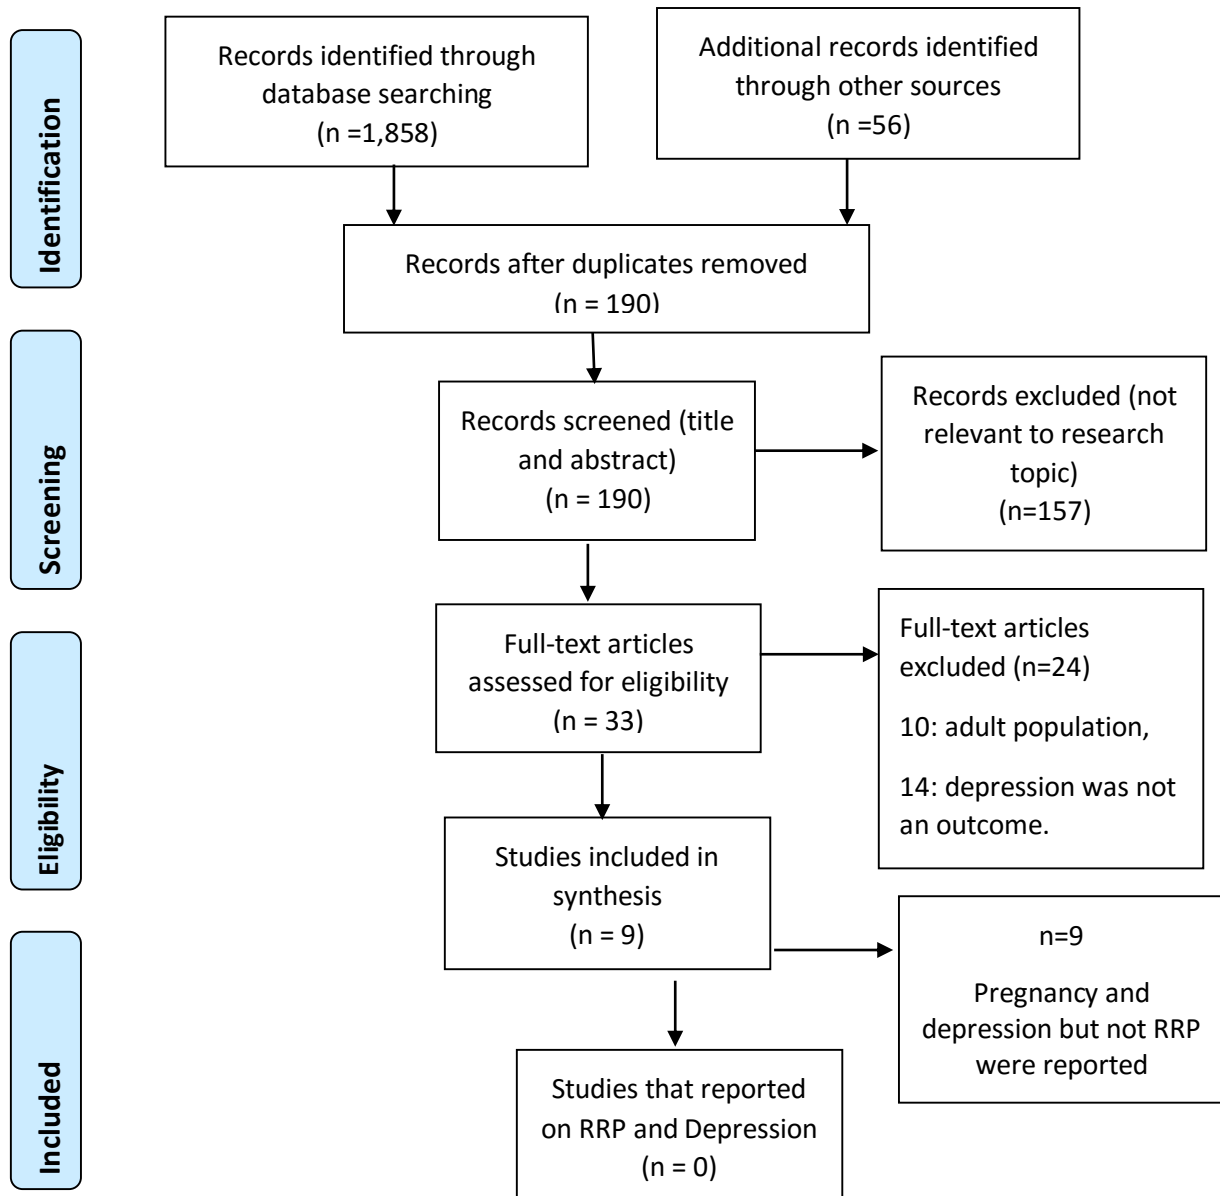 Identification
Records identified through
database searching
(n =1,858)
Additional records identified
through other sources
(n =56)
Records after duplicates removed
(n = 190)
Screening
Records screened (title
and abstract)
(n = 190)
Records excluded (not
relevant to research
topic)
(n=157)
Eligibility
Full-text articles
assessed for eligibility
(n = 33)
Full-text articles
excluded (n=24)
10: adult population,
14: depression was not
an outcome.
Studies included in
synthesis
(n = 9)
n=9
Pregnancy and
depression but not RRP
were reported
Included
Studies that reported
on RRP and Depression
(n = 0)